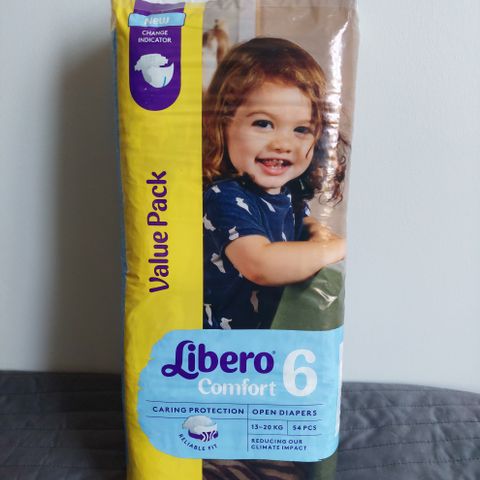 New
CHANGE
INDICATOR
Value Pack
Libero
Comfort 6
CARING PROTECTION
RELIABLE FIT
OPEN DIAPERS
13-20 KG 54 PCS
REDUCING OUR
CLIMATE IMPACT